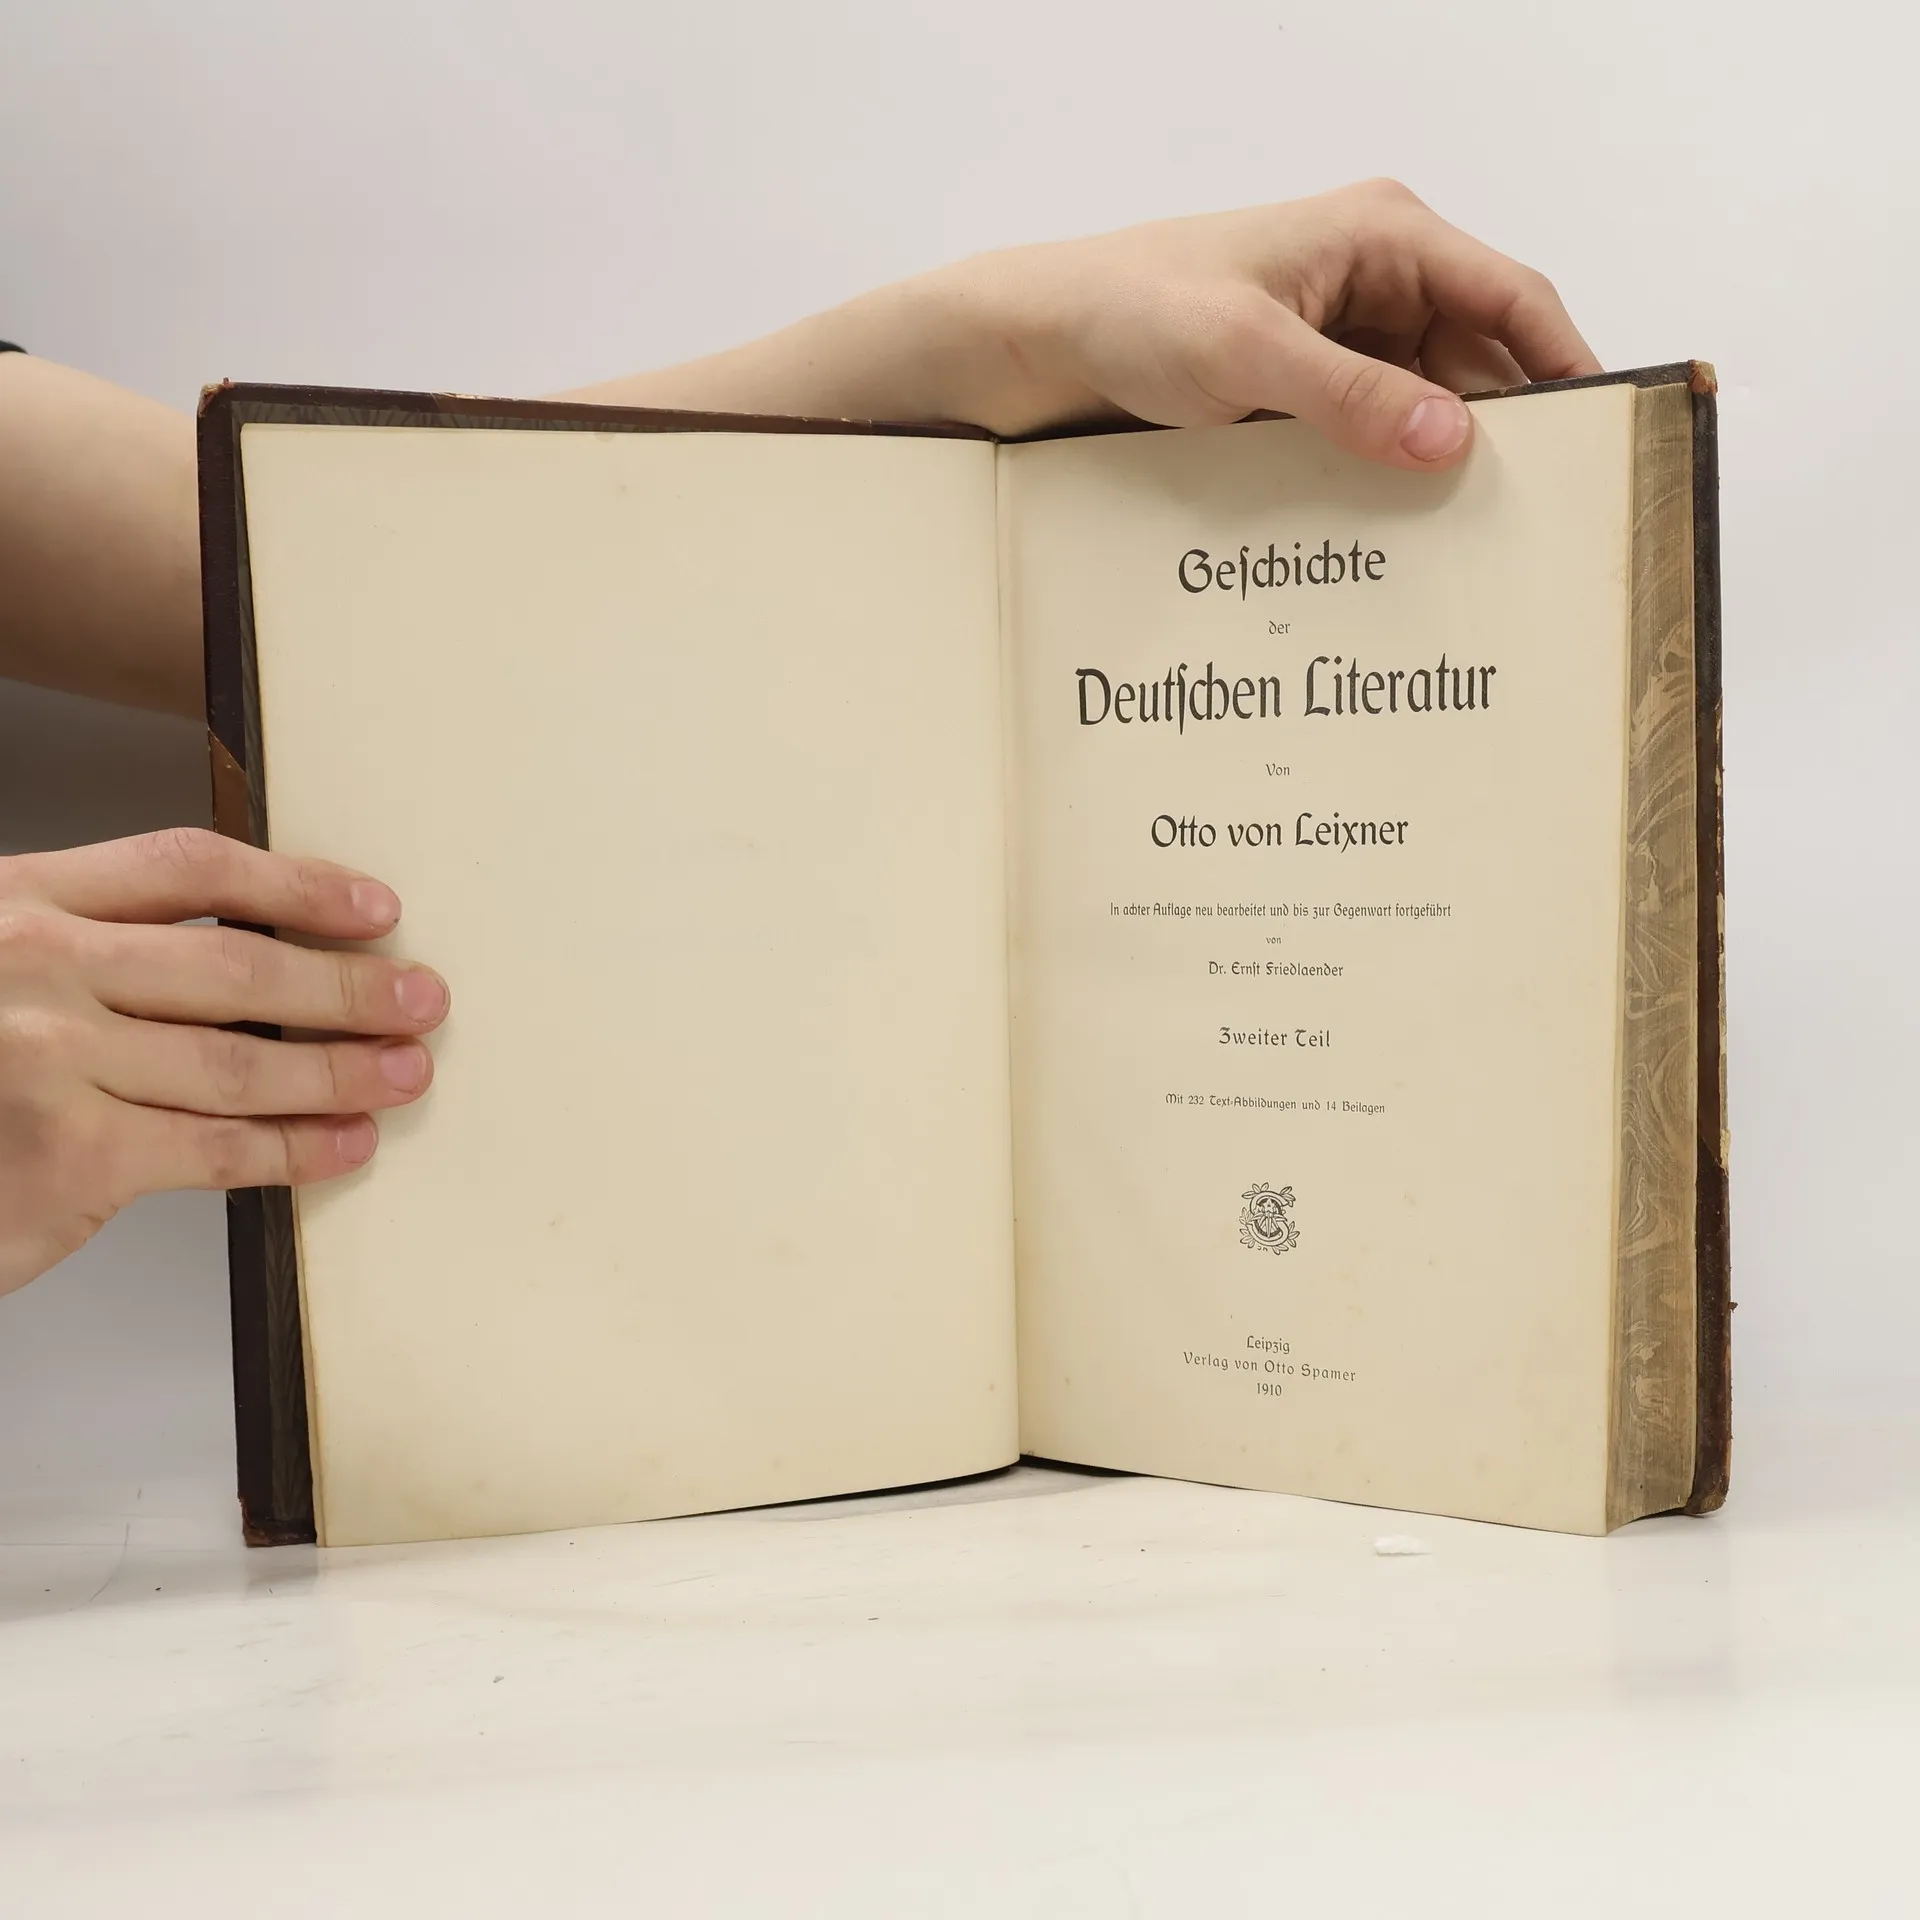 Geſchichte
der
Deutſchen Literatur
Von
Otto von Leixner
In achter Auflage neu bearbeitet und bis zur Gegenwart fortgeführt
von
Dr. Ernſt Friedlaender
Zweiter Teil
Mit 232 Text-Abbildungen und 14 Beilagen
Leipzig
Verlag von Otto Spamer
1910